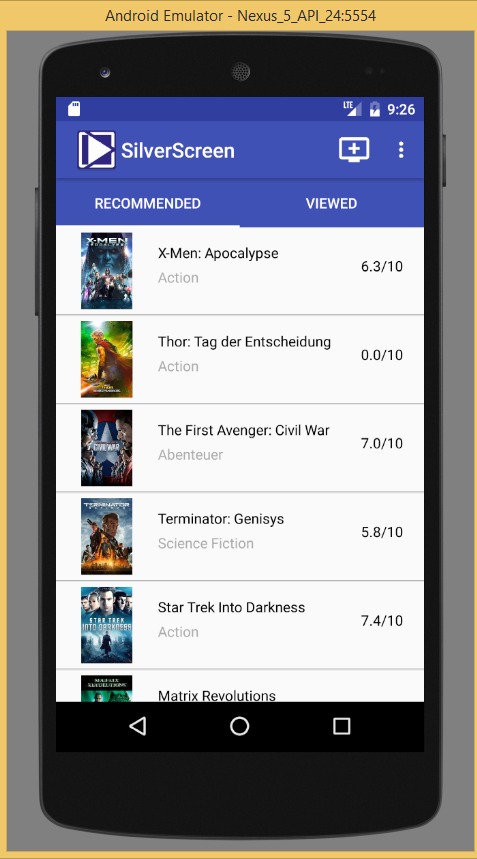 Android Emulator - Nexus_5_API_24:5554
LTE 9:26
SilverScreen
RECOMMENDED VIEWED
X-MEN
X-Men: Apocalypse
Action
6.3/10
Thor: Tag der Entscheidung
Action
0.0/10
CIVIL WAR
The First Avenger: Civil War
Abenteuer
7.0/10
TERMINATOR
Terminator: Genisys
Science Fiction
5.8/10
STAR TREK
INTO DARKNESS
Star Trek Into Darkness
Action
7.4/10
MATRIX
REVOLUTIONS
Matrix Revolutions